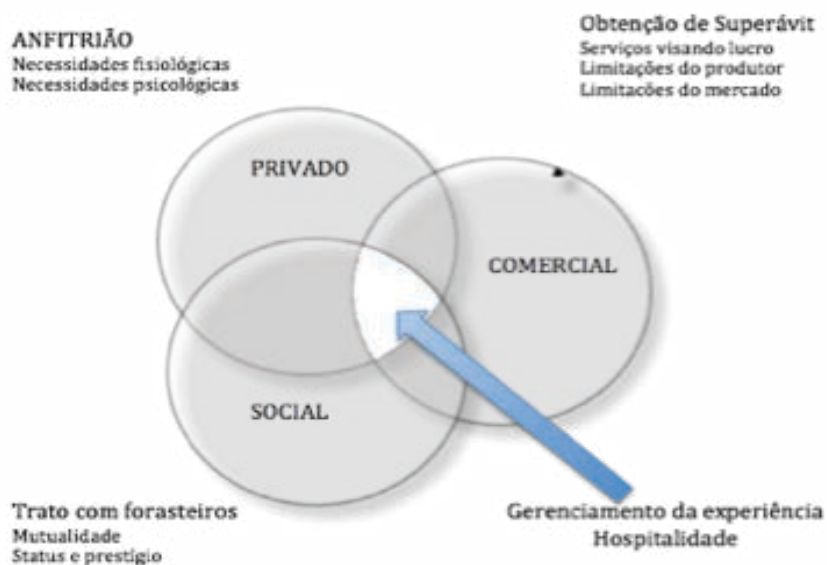 ANFITRIÃO
Necessidades fisiológicas
Necessidades psicológicas
Obtenção de Superávit
Serviços visando lucro
Limitações do produtor
Limitacões do mercado
PRIVADO
COMERCIAL
SOCIAL
Trato com forasteiros
Mutualidade
Status e prestígio
Gerenciamento da experiência
Hospitalidade